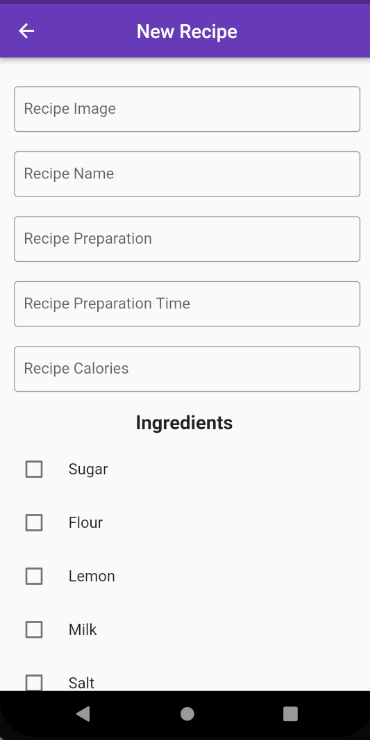 New Recipe
Recipe Image
Recipe Name
Recipe Preparation
Recipe Preparation Time
Recipe Calories
Ingredients
Sugar
Flour
Lemon
Milk
Salt